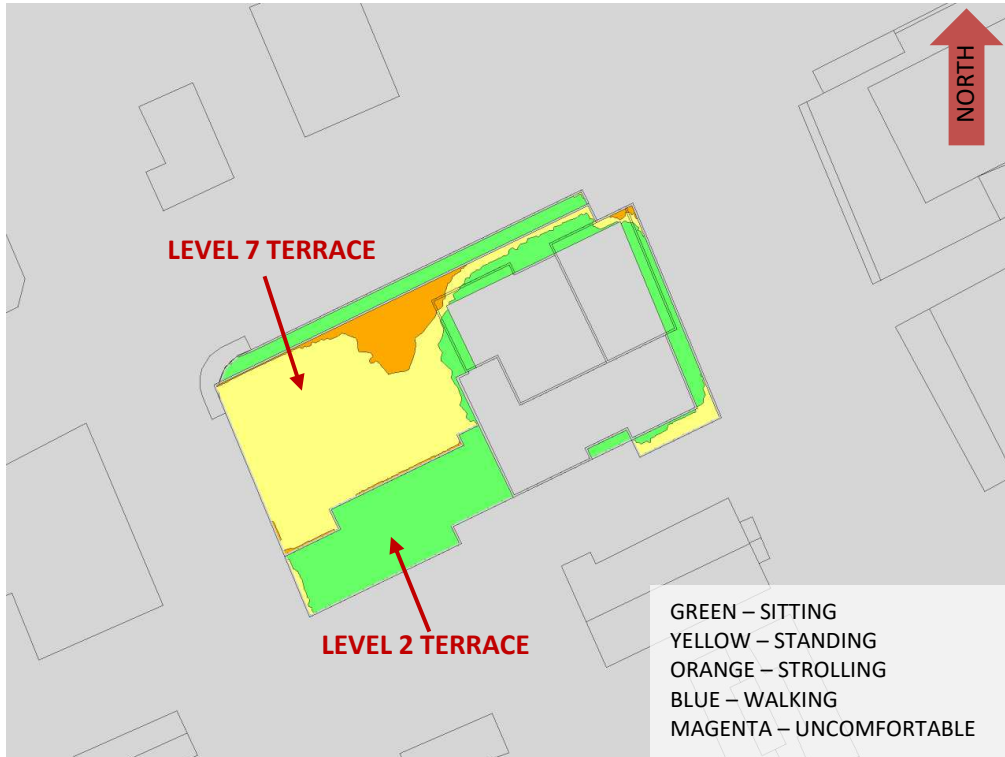 NORTH
LEVEL 7 TERRACE
LEVEL 2 TERRACE
GREEN – SITTING
YELLOW – STANDING
ORANGE – STROLLING
BLUE – WALKING
MAGENTA – UNCOMFORTABLE